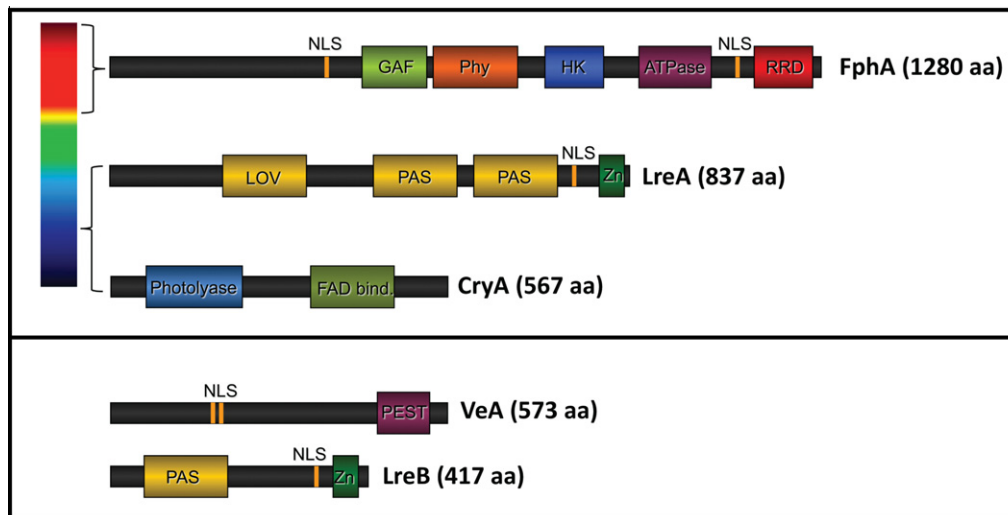 NLS NLS
GAF Phy HK ATPase RRD FphA (1280 aa)
NLS
LOV PAS PAS Zn LreA (837 aa)
Photolyase FAD bind. CryA (567 aa)
NLS
PEST VeA (573 aa)
NLS
PAS Zn LreB (417 aa)